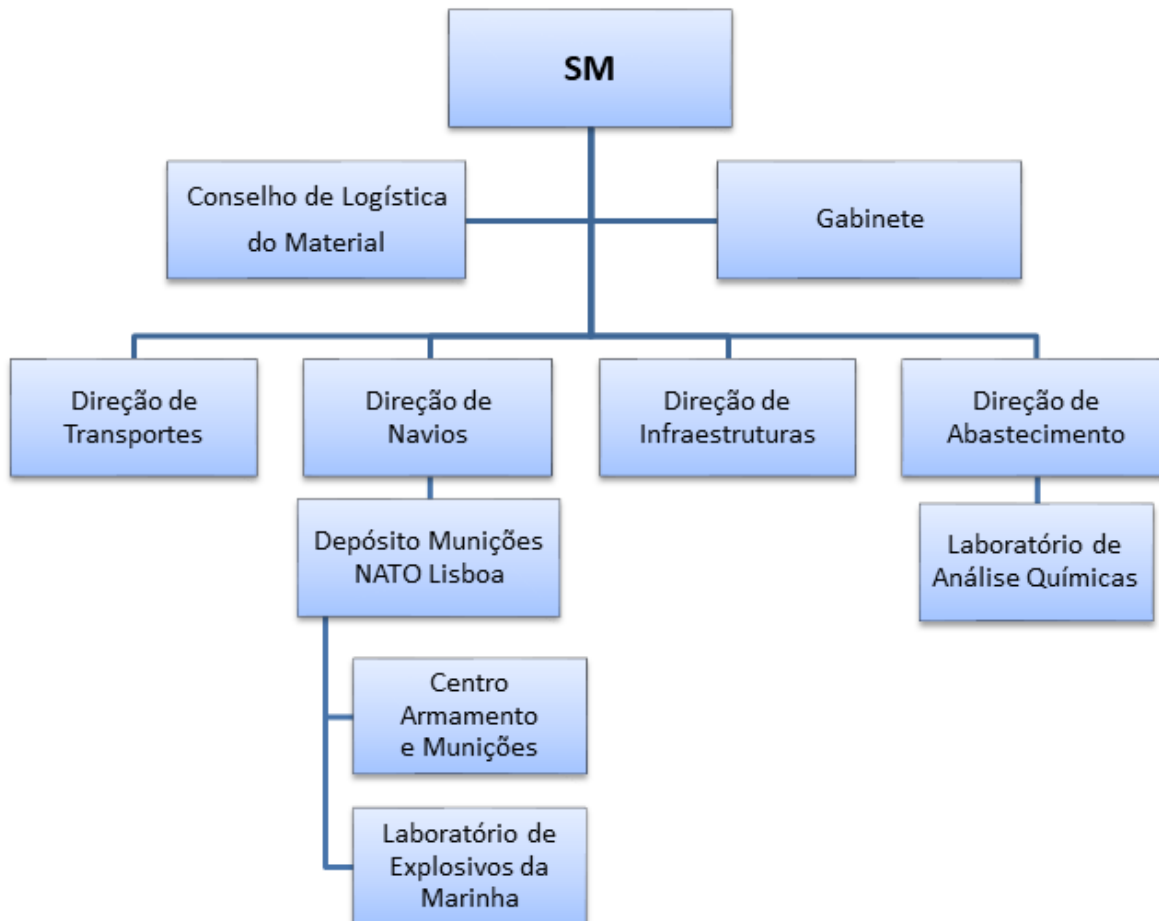 SM
Conselho de Logística
do Material
Gabinete
Direção de
Transportes
Direção de
Navios
Direção de
Infraestruturas
Direção de
Abastecimento
Depósito Munições
NATO Lisboa
Laboratório de
Análise Químicas
Centro
Armamento
e Munições
Laboratório de
Explosivos da
Marinha